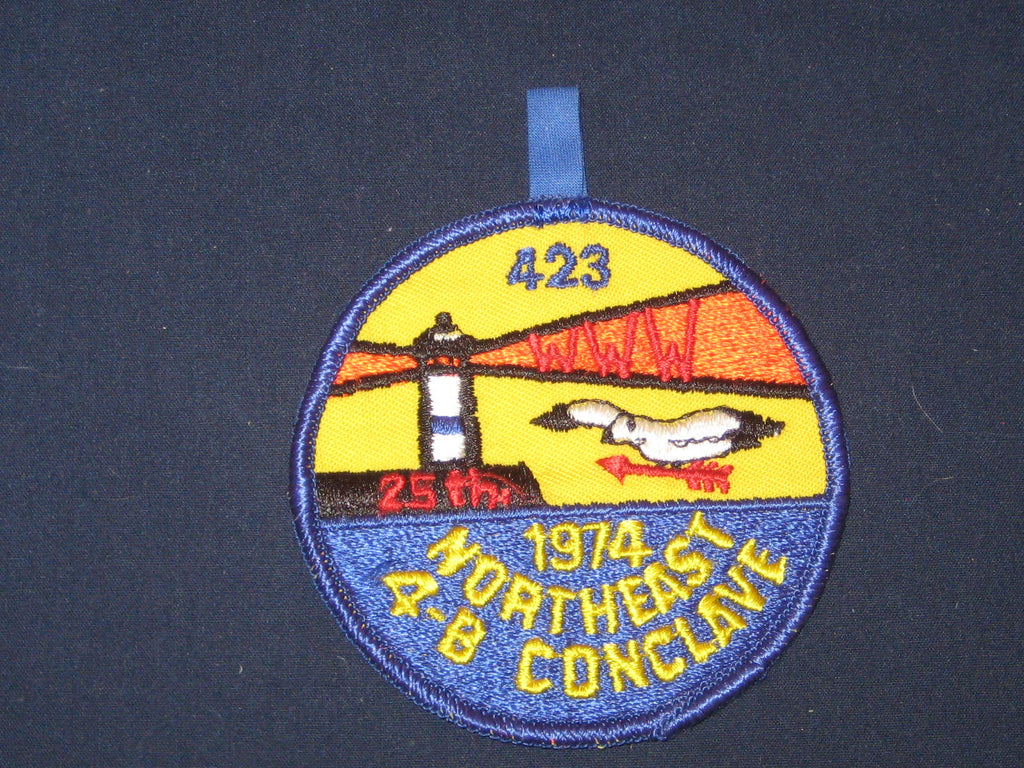 423
WWW
25th
1974
NORTHEAST
4-B CONCLAVE